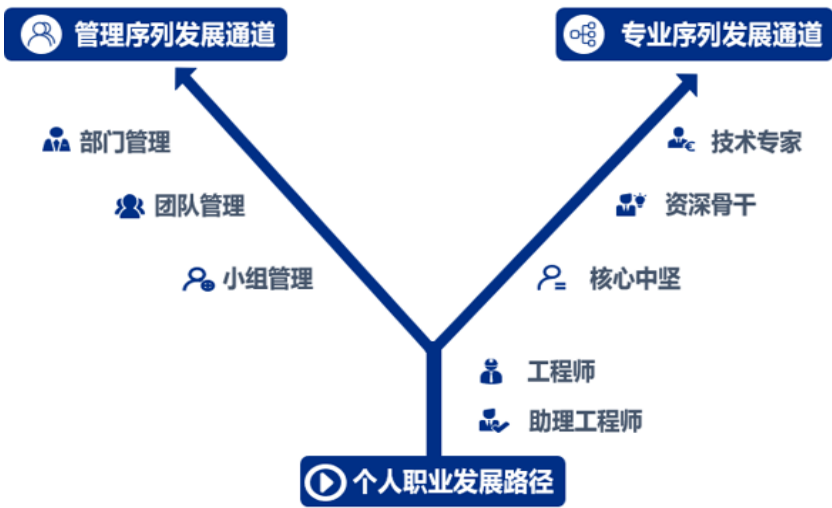 管理序列发展通道
专业序列发展通道
部门管理
技术专家
团队管理
资深骨干
小组管理
核心中坚
工程师
助理工程师
个人职业发展路径